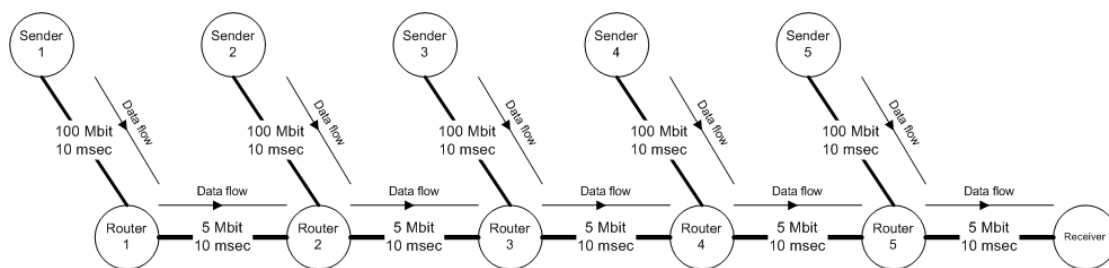 Sender
1
Sender
2
Sender
3
Sender
4
Sender
5
Data flow
Data flow
Data flow
Data flow
Data flow
100 Mbit
10 msec
100 Mbit
10 msec
100 Mbit
10 msec
100 Mbit
10 msec
100 Mbit
10 msec
Data flow
Data flow
Data flow
Data flow
Data flow
Router
1
5 Mbit
10 msec
Router
2
5 Mbit
10 msec
Router
3
5 Mbit
10 msec
Router
4
5 Mbit
10 msec
Router
5
5 Mbit
10 msec
Receiver